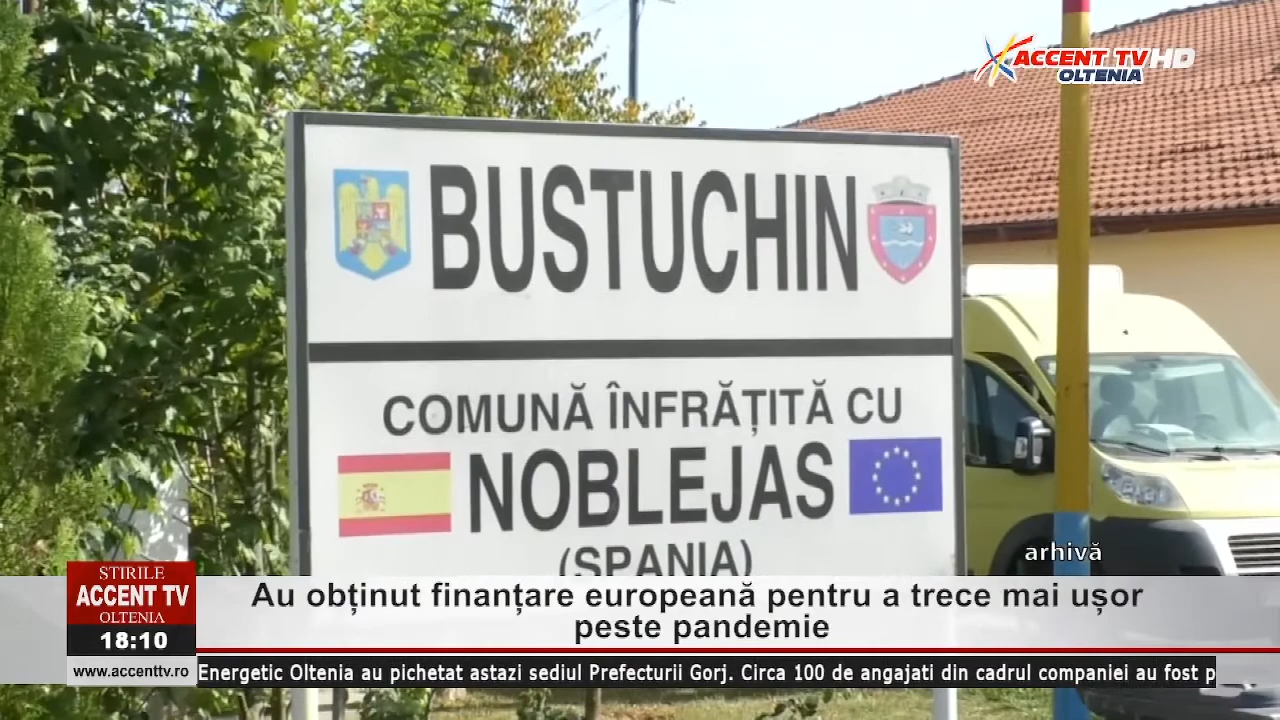 ACCENT TV HD
OLTENIA
BUSTUCHIN
COMUNĂ ÎNFRĂȚITĂ CU
NOBLEJAS
(SPANIA)
arhivă
STIRILE
ACCENT TV
OLTENIA
18:10
Au obținut finanțare europeană pentru a trece mai ușor
peste pandemie
www.accenttv.ro
Energetic Oltenia au pichetat astazi sediul Prefecturii Gorj. Circa 100 de angajati din cadrul companiei au fost p